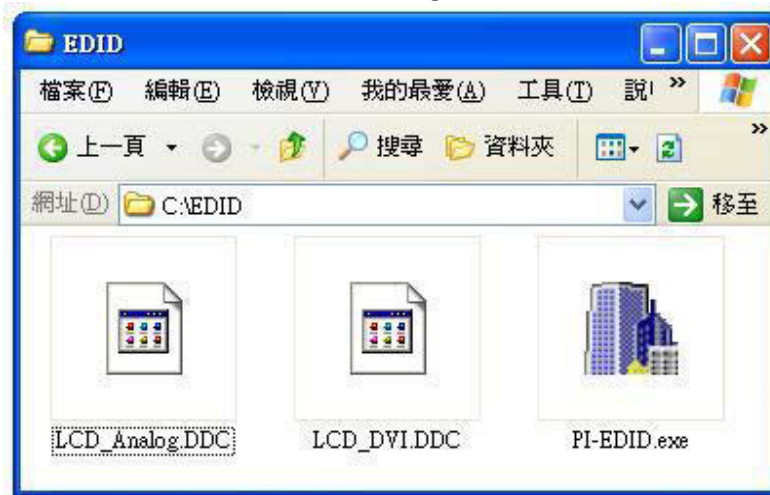 EDID
檔案(F) 編輯(E) 檢視(V) 我的最愛(A) 工具(T) 說 »
上一頁 搜尋 資料夾 »
網址(D) C:\EDID 移至
LCD_Analog.DDC LCD_DVI.DDC PI-EDID.exe